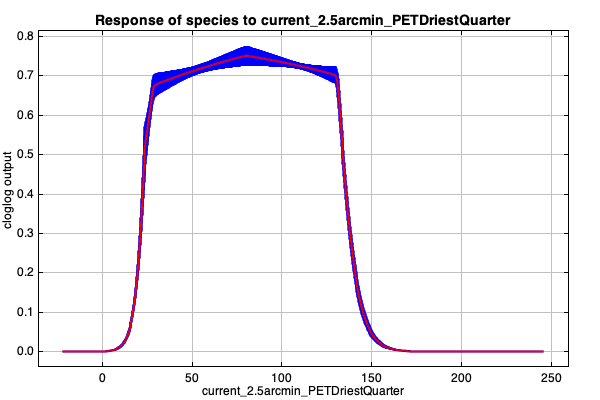 Response of species to current_2.5arcmin_PETDriestQuarter
cloglog output
0.8
0.7
0.6
0.5
0.4
0.3
0.2
0.1
0.0
0 50 100 150 200 250
current_2.5arcmin_PETDriestQuarter